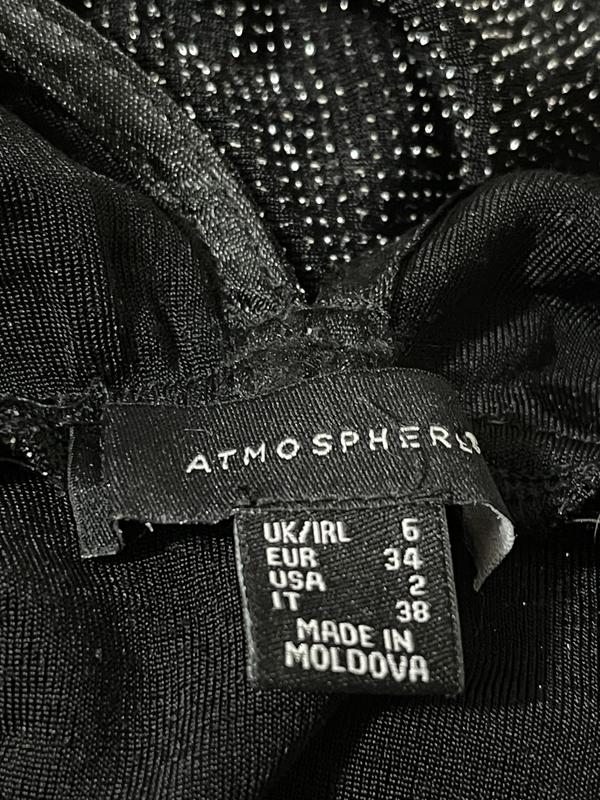 ATMOSPHERE
UK/IRL 6
EUR 34
USA 2
IT 38
MADE IN
MOLDOVA